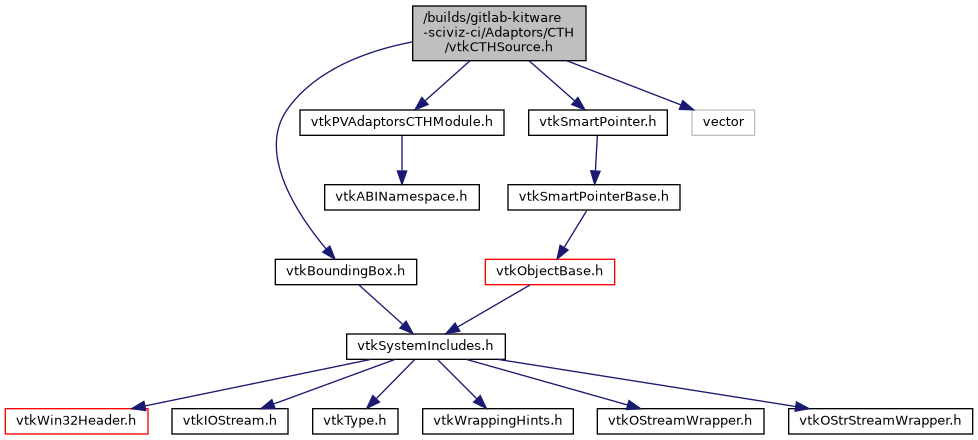 /builds/gitlab-kitware
-sciviz-ci/Adaptors/CTH
/vtkCTHSource.h
vtkPVAdaptorsCTHModule.h
vtkSmartPointer.h
vector
vtkABINamespace.h
vtkSmartPointerBase.h
vtkBoundingBox.h
vtkObjectBase.h
vtkSystemIncludes.h
vtkWin32Header.h
vtkIOStream.h
vtkType.h
vtkWrappingHints.h
vtkOStreamWrapper.h
vtkOStrStreamWrapper.h